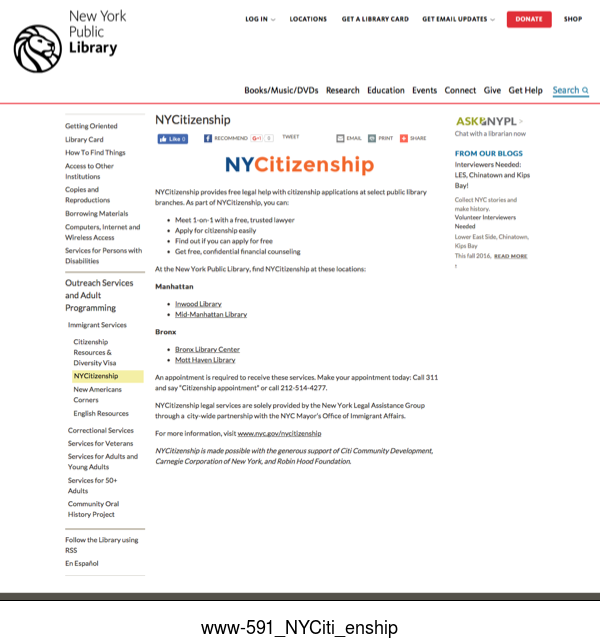 New York
Public
Library
LOG IN
LOCATIONS
GET A LIBRARY CARD
GET EMAIL UPDATES
DONATE
SHOP
Books/Music/DVDs
Research
Education
Events
Connect
Give
Get Help
Search
Getting Oriented
Library Card
How To Find Things
Access to Other
Institutions
Copies and
Reproductions
Borrowing Materials
Computers, Internet and
Wireless Access
Services for Persons with
Disabilities
Outreach Services
and Adult
Programming
Immigrant Services
Citizenship
Resources &
Diversity Visa
NYCitizenship
New Americans
Corners
English Resources
Correctional Services
Services for Veterans
Services for Adults and
Young Adults
Services for 50+
Adults
Community Oral
History Project
Follow the Library using
RSS
En Español
NYCitizenship
Like 0
RECOMMEND
+1
0
TWEET
EMAIL
PRINT
SHARE
NYCitizenship
NYCitizenship provides free legal help with citizenship applications at select public library
branches. As part of NYCitizenship, you can:
• Meet 1-on-1 with a free, trusted lawyer
• Apply for citizenship easily
• Find out if you can apply for free
• Get free, confidential financial counseling
At the New York Public Library, find NYCitizenship at these locations:
Manhattan
• Inwood Library
• Mid-Manhattan Library
Bronx
• Bronx Library Center
• Mott Haven Library
An appointment is required to receive these services. Make your appointment today: Call 311
and say "Citizenship appointment" or call 212-514-4277.
NYCitizenship legal services are solely provided by the New York Legal Assistance Group
through a city-wide partnership with the NYC Mayor's Office of Immigrant Affairs.
For more information, visit www.nyc.gov/nycitizenship
NYCitizenship is made possible with the generous support of Citi Community Development,
Carnegie Corporation of New York, and Robin Hood Foundation.
ASK NYPL >
Chat with a librarian now
FROM OUR BLOGS
Interviewers Needed:
LES, Chinatown and Kips
Bay!
Collect NYC stories and
make history.
Volunteer Interviewers
Needed
Lower East Side, Chinatown,
Kips Bay
This fall 2016, READ MORE
www-591_NYCiti_enship